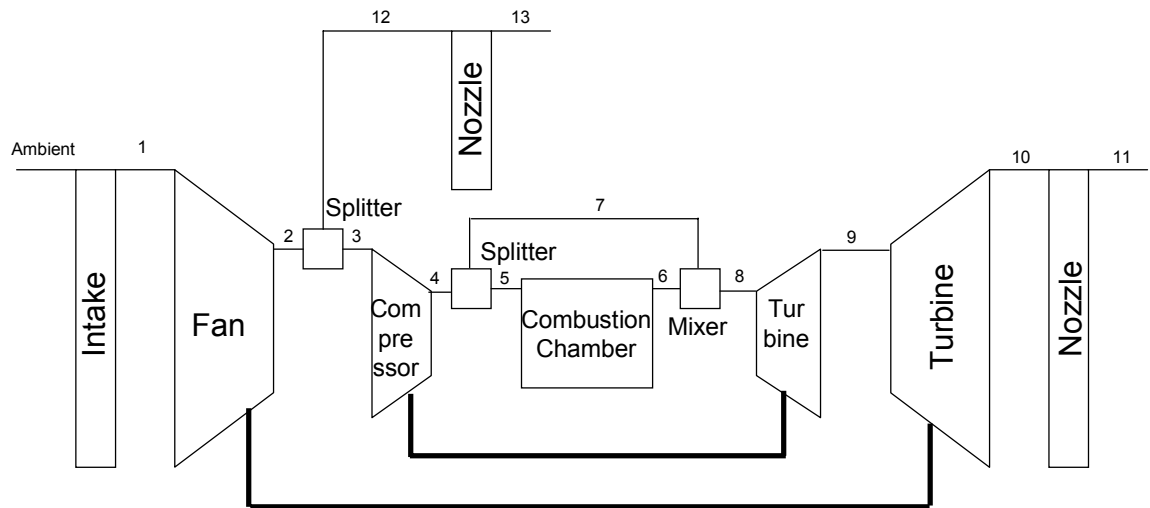 12
13
Nozzle
Ambient
1
10
11
Splitter
7
2
3
Splitter
9
4
5
6
8
Intake
Fan
Com
pre
ssor
Combustion
Chamber
Mixer
Tur
bine
Turbine
Nozzle